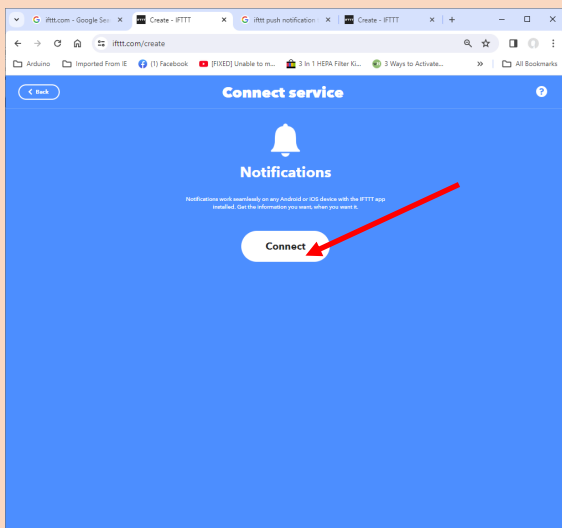 ifttt.com - Google Sea
Create - IFTTT
ifttt push notification
Create - IFTTT
ifttt.com/create
Arduino
Imported From IE
(1) Facebook
[FIXED] Unable to m...
3 In 1 HEPA Filter Ki...
3 Ways to Activate...
All Bookmarks
Back
Connect service
Notifications
Notifications work seamlessly on any Android or iOS device with the IFTTT app
installed. Get the information you want, when you want it.
Connect